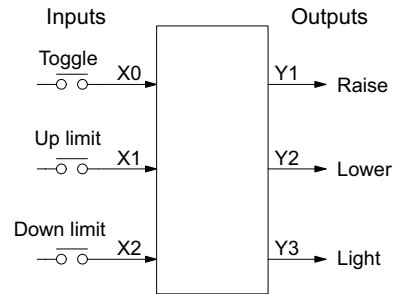 Inputs
Outputs
Toggle
X0
Y1
Raise
Up limit
X1
Y2
Lower
Down limit
X2
Y3
Light